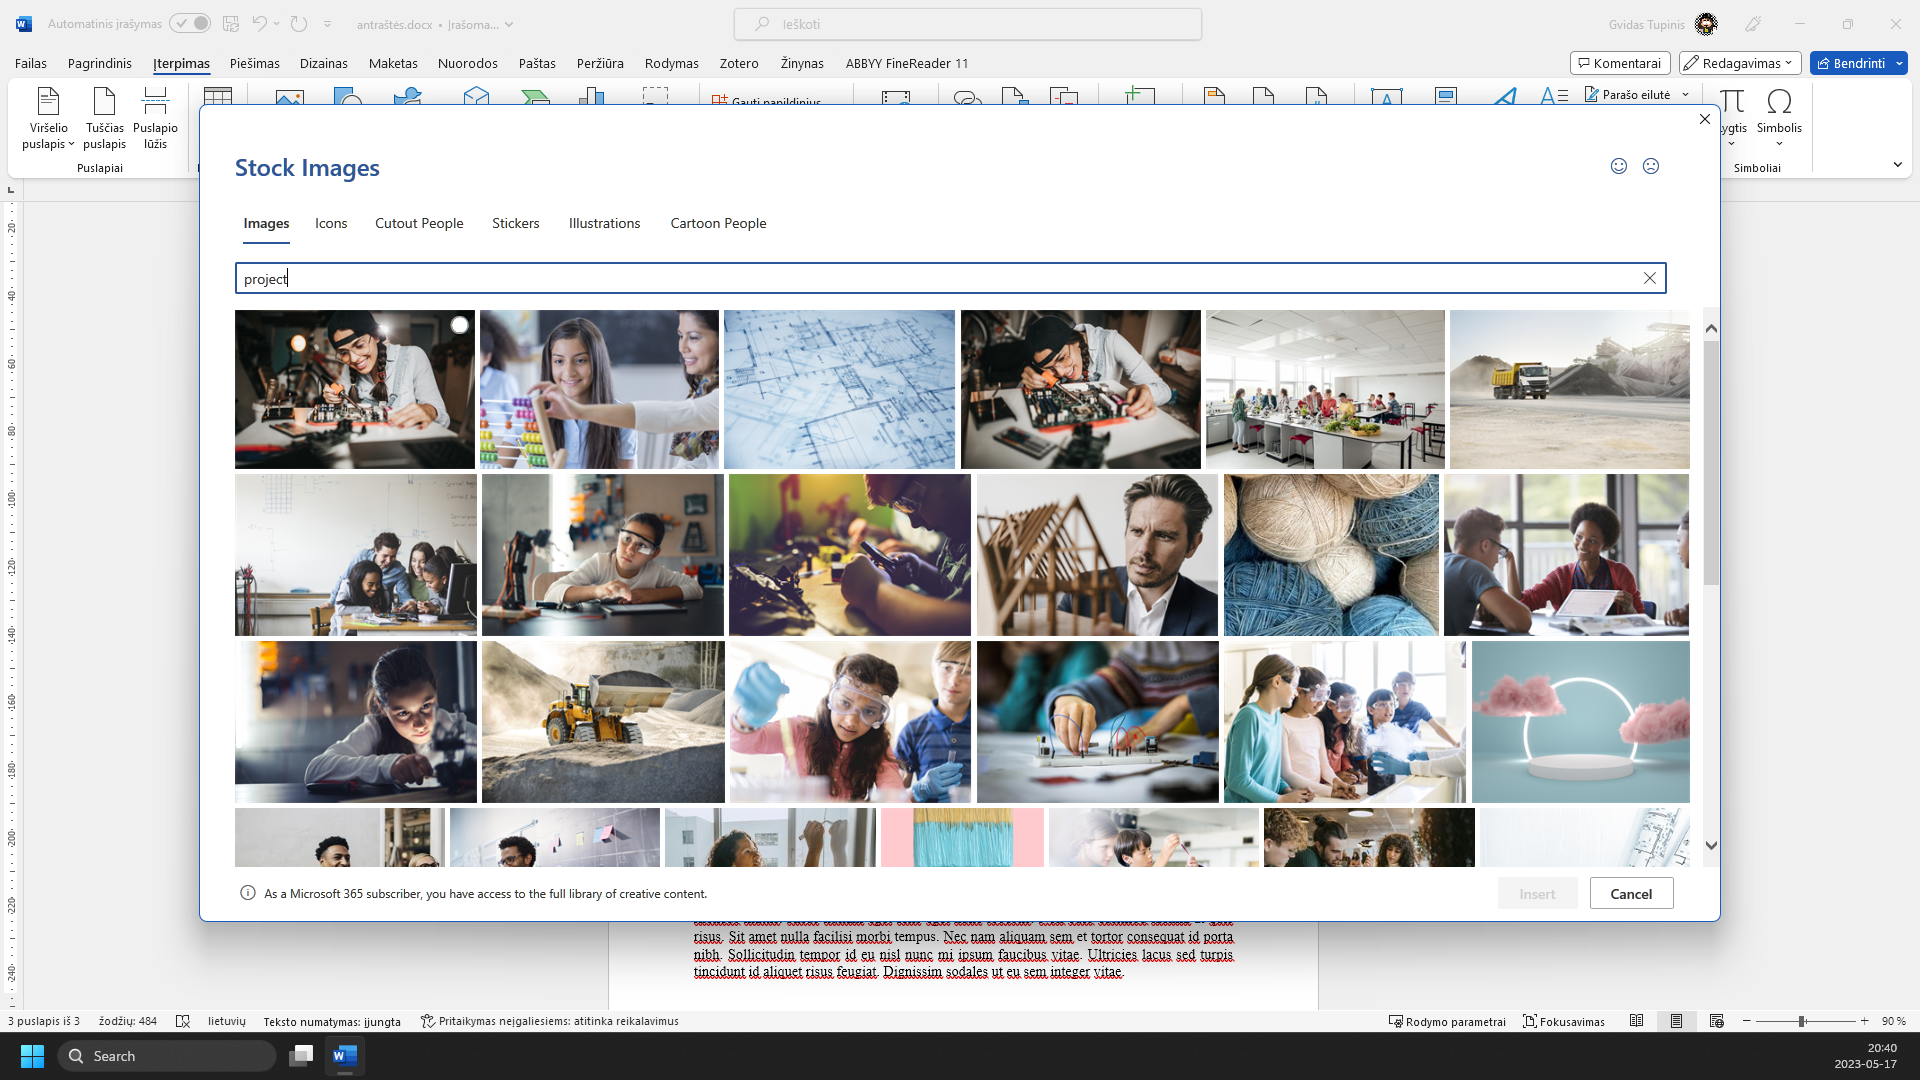 Automatinis įrašymas
antraštės.docx • Įrašoma...
Ieškoti
Gvidas Tupinis
Failas
Pagrindinis
Įterpimas
Piešimas
Dizainas
Maketas
Nuorodos
Paštas
Peržiūra
Rodymas
Zotero
Žinynas
ABBYY FineReader 11
Komentarai
Redagavimas
Bendrinti
Viršelio puslapis
Tuščias puslapis
Puslapio lūžis
Puslapiai
Gauti papildinius
Parašo eilutė
ygtis
Simbolis
Simboliai
Stock Images
Images
Icons
Cutout People
Stickers
Illustrations
Cartoon People
project
As a Microsoft 365 subscriber, you have access to the full library of creative content.
Insert
Cancel
risus. Sit amet nulla facilisi morbi tempus. Nec nam aliquam sem et tortor consequat id porta
nibh. Sollicitudin tempor id eu nisl nunc mi ipsum faucibus vitae. Ultricies lacus sed turpis
tincidunt id aliquet risus feugiat. Dignissim sodales ut eu sem integer vitae.
3 puslapis iš 3
žodžių: 484
lietuvių
Teksto numatymas: įjungta
Pritaikymas neįgaliesiems: atitinka reikalavimus
Rodymo parametrai
Fokusavimas
90 %
Search
20:40
2023-05-17